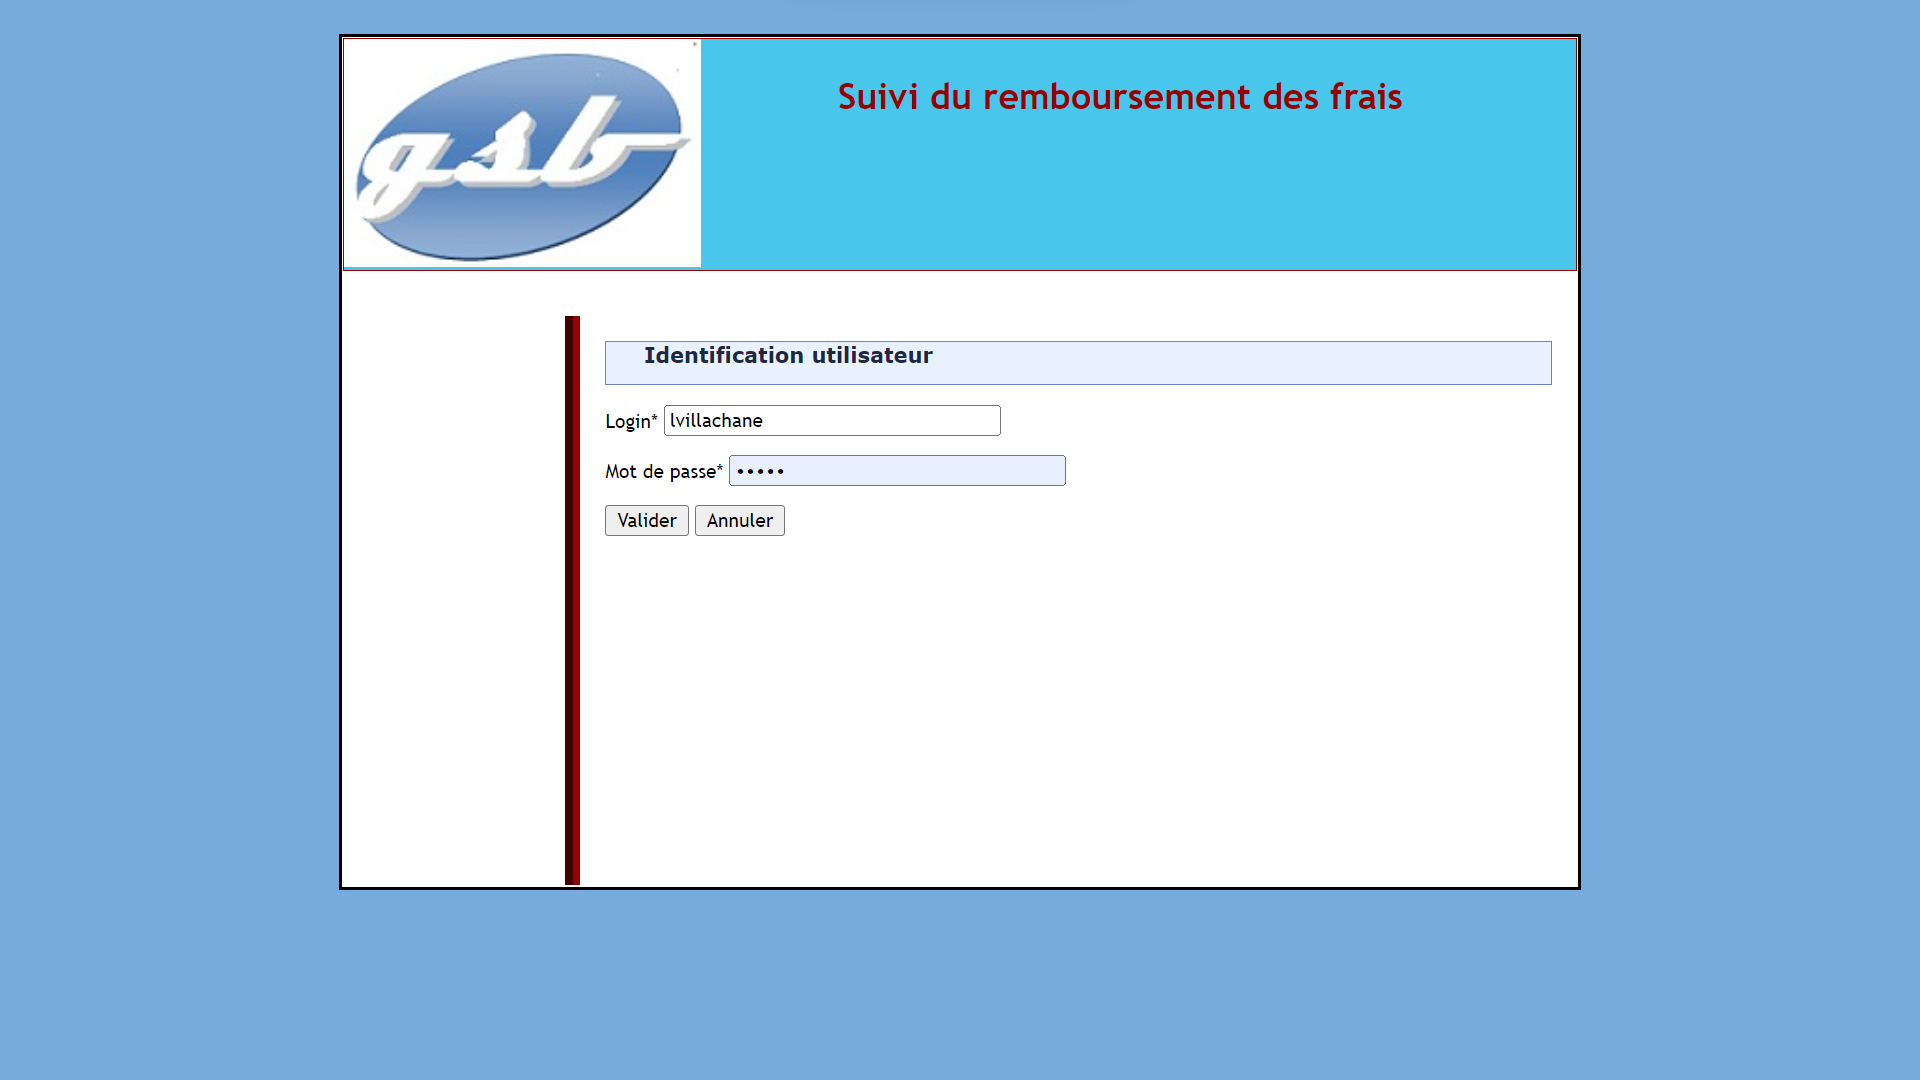 gsb
Suivi du remboursement des frais
Identification utilisateur
Login* lvillachane
Mot de passe* •••••
Valider Annuler